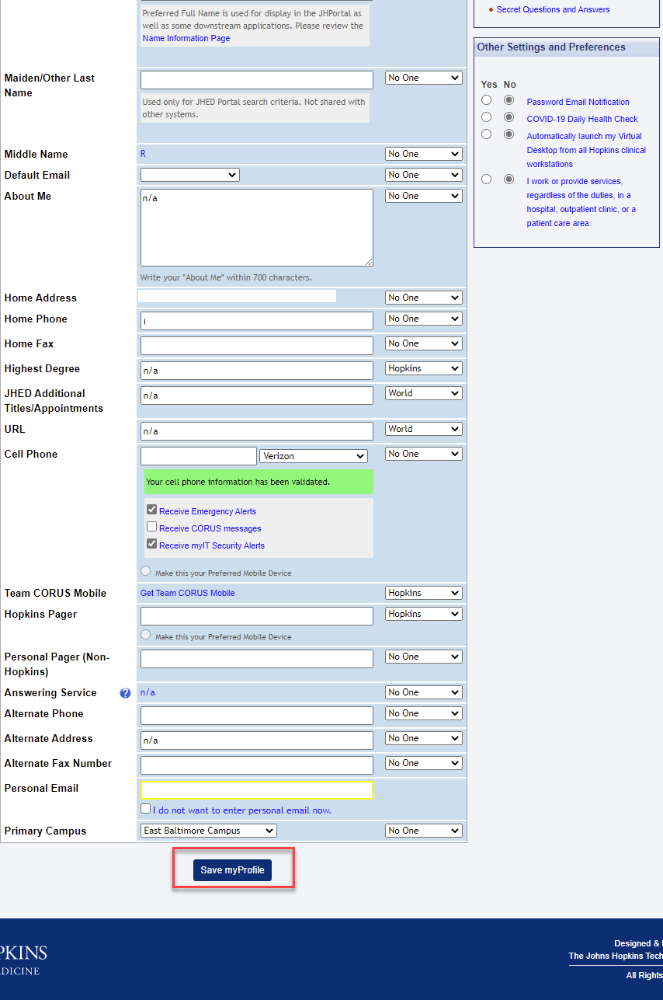 Preferred Full Name is used for display in the JHPortal as
well as some downstream applications. Please review the
Name Information Page
Maiden/Other Last
Name
No One
Used only for JHED Portal search criteria. Not shared with
other systems.
Middle Name
R
No One
Default Email
No One
About Me
n/a
No One
Write your "About Me" within 700 characters.
Home Address
No One
Home Phone
(
No One
Home Fax
No One
Highest Degree
n/a
Hopkins
JHED Additional
Titles/Appointments
n/a
World
URL
n/a
World
Cell Phone
Verizon
No One
Your cell phone information has been validated.
Receive Emergency Alerts
Receive CORUS messages
Receive myIT Security Alerts
Make this your Preferred Mobile Device
Team CORUS Mobile
Get Team CORUS Mobile
Hopkins
Hopkins Pager
Hopkins
Make this your Preferred Mobile Device
Personal Pager (Non-
Hopkins)
No One
Answering Service
?
n/a
No One
Alternate Phone
No One
Alternate Address
n/a
No One
Alternate Fax Number
No One
Personal Email
I do not want to enter personal email now.
Primary Campus
East Baltimore Campus
No One
Save myProfile
Secret Questions and Answers
Other Settings and Preferences
Yes No
Password Email Notification
COVID-19 Daily Health Check
Automatically launch my Virtual
Desktop from all Hopkins clinical
workstations
I work or provide services,
regardless of the duties, in a
hospital, outpatient clinic, or a
patient care area.
PKINS
EDICINE
Designed &
The Johns Hopkins Tech
All Rights